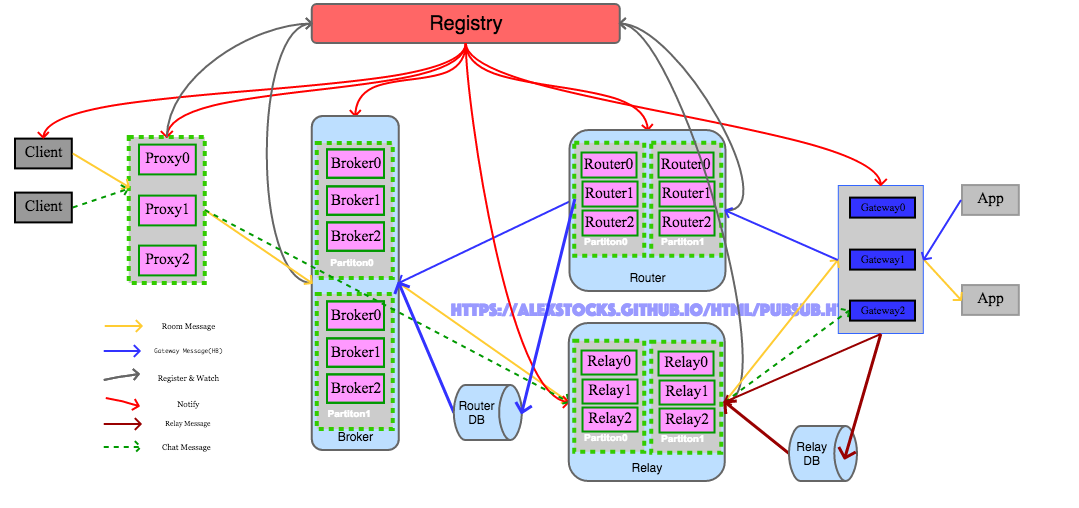 Registry
Client
Client
Proxy0
Proxy1
Proxy2
Broker0
Broker1
Broker2
Partiton0
Broker0
Broker1
Broker2
Partiton1
Broker
Router0
Router1
Router2
Partiton0
Router0
Router1
Router2
Partiton1
Router
HTTPS://ALEXSTOCKS.GITHUB.IO/HTML/PUBSUB.HT
Relay0
Relay1
Relay2
Partiton0
Relay0
Relay1
Relay2
Partiton1
Relay
Router
DB
Relay
DB
Gateway0
Gateway1
Gateway2
App
App
Room Message
Gateway Message(HB)
Register & Watch
Notify
Relay Message
Chat Message